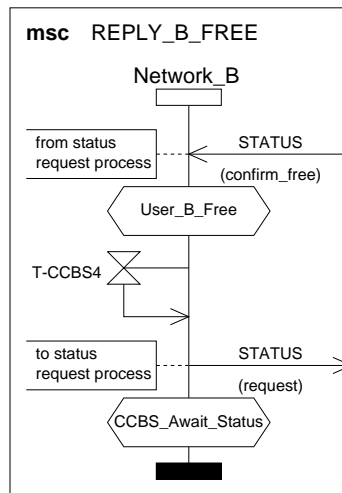 msc REPLY_B_FREE
Network_B
from status
request process
STATUS
(confirm_free)
User_B_Free
T-CCBS4
to status
request process
STATUS
(request)
CCBS_Await_Status